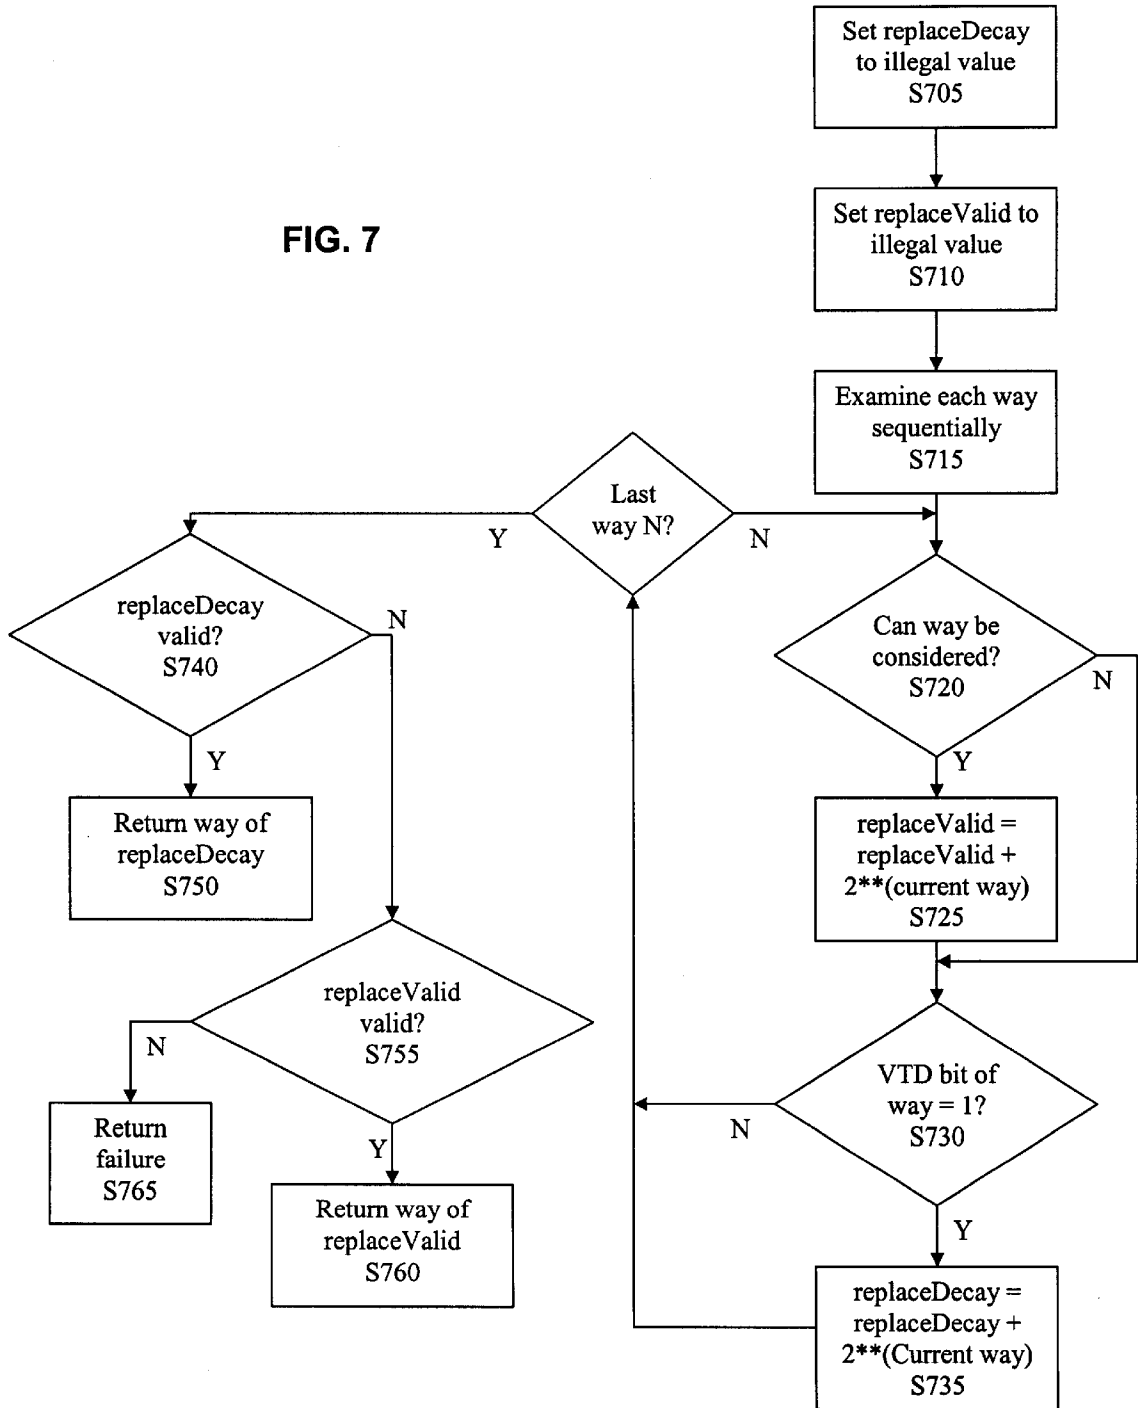 Set replaceDecay
to illegal value
S705
FIG. 7
Set replaceValid to
illegal value
S710
Examine each way
sequentially
S715
Last
way N?
Y
N
replaceDecay
valid?
S740
N
Y
Can way be
considered?
S720
N
Y
Return way of
replaceDecay
S750
replaceValid =
replaceValid +
2**(current way)
S725
replaceValid
valid?
S755
N
Y
VTD bit of
way = 1?
S730
N
Y
Return
failure
S765
Return way of
replaceValid
S760
replaceDecay =
replaceDecay +
2**(Current way)
S735